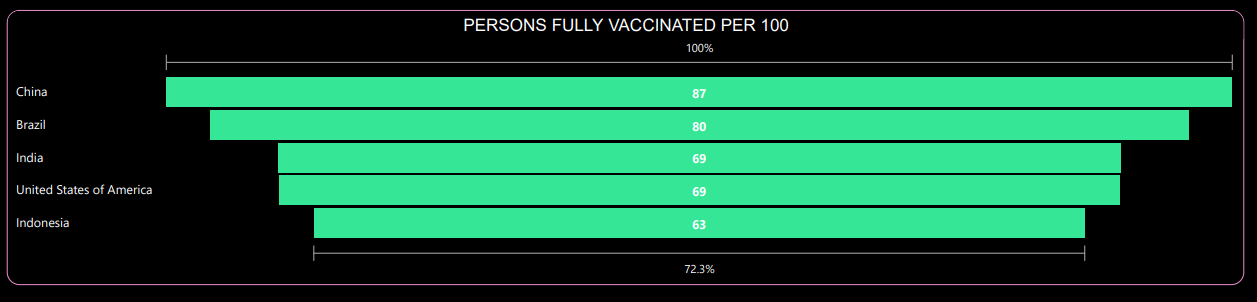 PERSONS FULLY VACCINATED PER 100
100%
China 87
Brazil 80
India 69
United States of America 69
Indonesia 63
72.3%